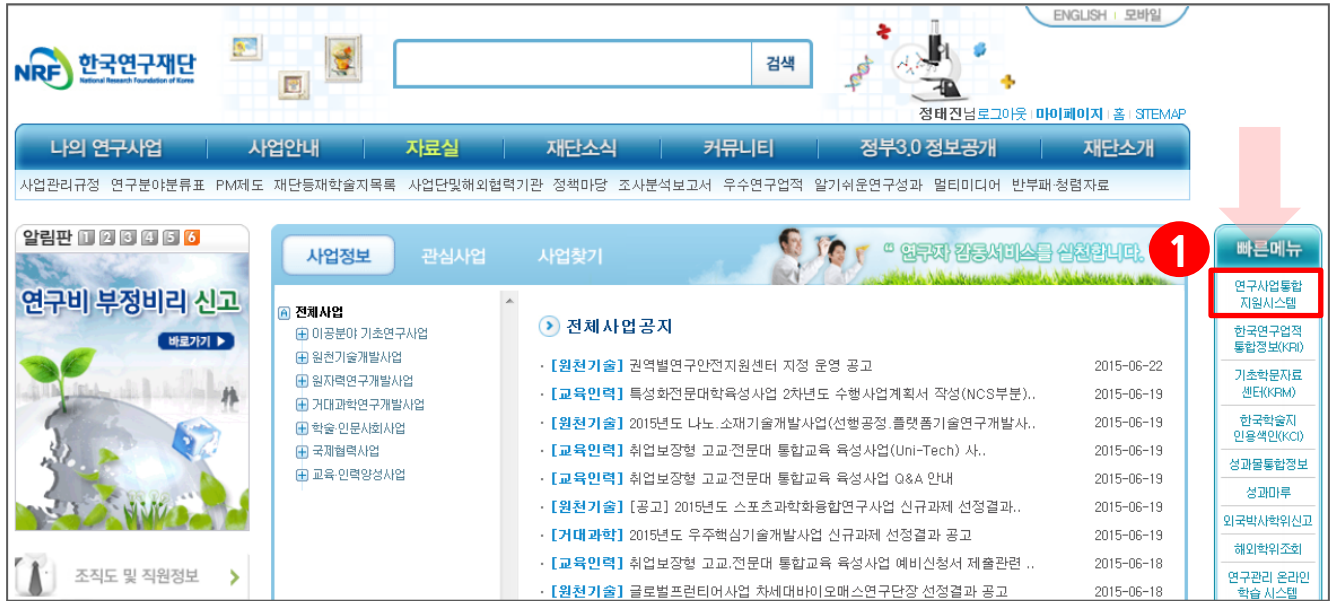 ENGLISH | 모바일
NRF 한국연구재단
National Research Foundation of Korea
검색
정태진님로그아웃 | 마이페이지 | 홈 | SITEMAP
나의 연구사업 사업안내 자료실 재단소식 커뮤니티 정부3.0 정보공개 재단소개
사업관리규정 연구분야분류표 PM제도 재단등재학술지목록 사업단및해외협력기관 정책마당 조사분석보고서 우수연구업적 알기쉬운연구성과 멀티미디어 반부패·청렴자료
알림판 1 2 3 4 5 6
연구비 부정비리 신고
바로가기 ▶
조직도 및 직원정보 >
사업정보 관심사업 사업찾기
“ 연구자 감동서비스를 실천합니다.
전체사업
이공분야 기초연구사업
원천기술개발사업
원자력연구개발사업
거대과학연구개발사업
학술·인문사회사업
국제협력사업
교육·인력양성사업
전체사업공지
· [원천기술] 권역별연구안전지원센터 지정 운영 공고 2015-06-22
· [교육인력] 특성화전문대학육성사업 2차년도 수행사업계획서 작성(NCS부분).. 2015-06-19
· [원천기술] 2015년도 나노.소재기술개발사업(선행공정.플랫폼기술연구개발사.. 2015-06-19
· [교육인력] 취업보장형 고교·전문대 통합교육 육성사업(Uni-Tech) 사.. 2015-06-19
· [교육인력] 취업보장형 고교·전문대 통합교육 육성사업 Q&A 안내 2015-06-19
· [원천기술] [공고] 2015년도 스포츠과학화융합연구사업 신규과제 선정결과.. 2015-06-19
· [거대과학] 2015년도 우주핵심기술개발사업 신규과제 선정결과 공고 2015-06-19
· [교육인력] 취업보장형 고교.전문대 통합교육 육성사업 예비신청서 제출관련 .. 2015-06-18
· [원천기술] 글로벌프런티어사업 차세대바이오매스연구단장 선정결과 공고 2015-06-18
1
빠른메뉴
연구사업통합
지원시스템
한국연구업적
통합정보(KRI)
기초학문자료
센터(KRM)
한국학술지
인용색인(KCI)
성과물통합정보
성과마루
외국박사학위신고
해외학위조회
연구관리 온라인
학습 시스템